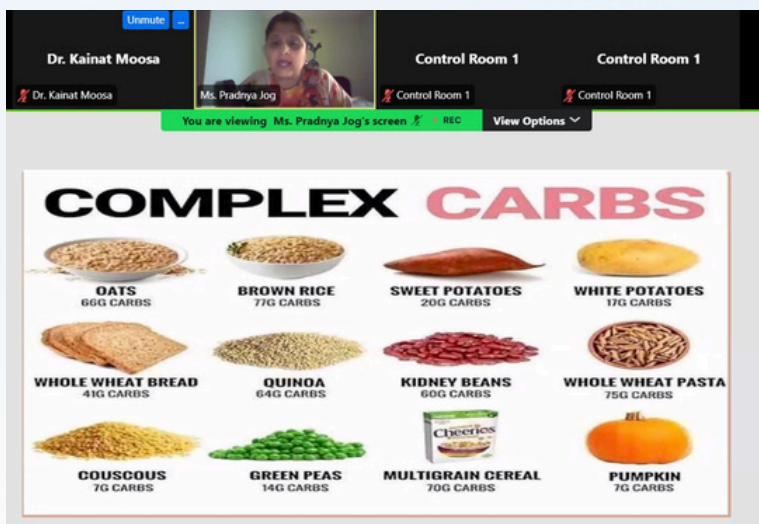 Unmute ...
Dr. Kainat Moosa
Control Room 1
Control Room 1
Dr. Kainat Moosa
Ms. Pradnya Jog
Control Room 1
Control Room 1
You are viewing Ms. Pradnya Jog's screen
REC
View Options
COMPLEX CARBS
OATS
66G CARBS
BROWN RICE
77G CARBS
SWEET POTATOES
20G CARBS
WHITE POTATOES
17G CARBS
WHOLE WHEAT BREAD
41G CARBS
QUINOA
64G CARBS
KIDNEY BEANS
60G CARBS
WHOLE WHEAT PASTA
75G CARBS
Cheerios
COUSCOUS
7G CARBS
GREEN PEAS
14G CARBS
MULTIGRAIN CEREAL
70G CARBS
PUMPKIN
7G CARBS